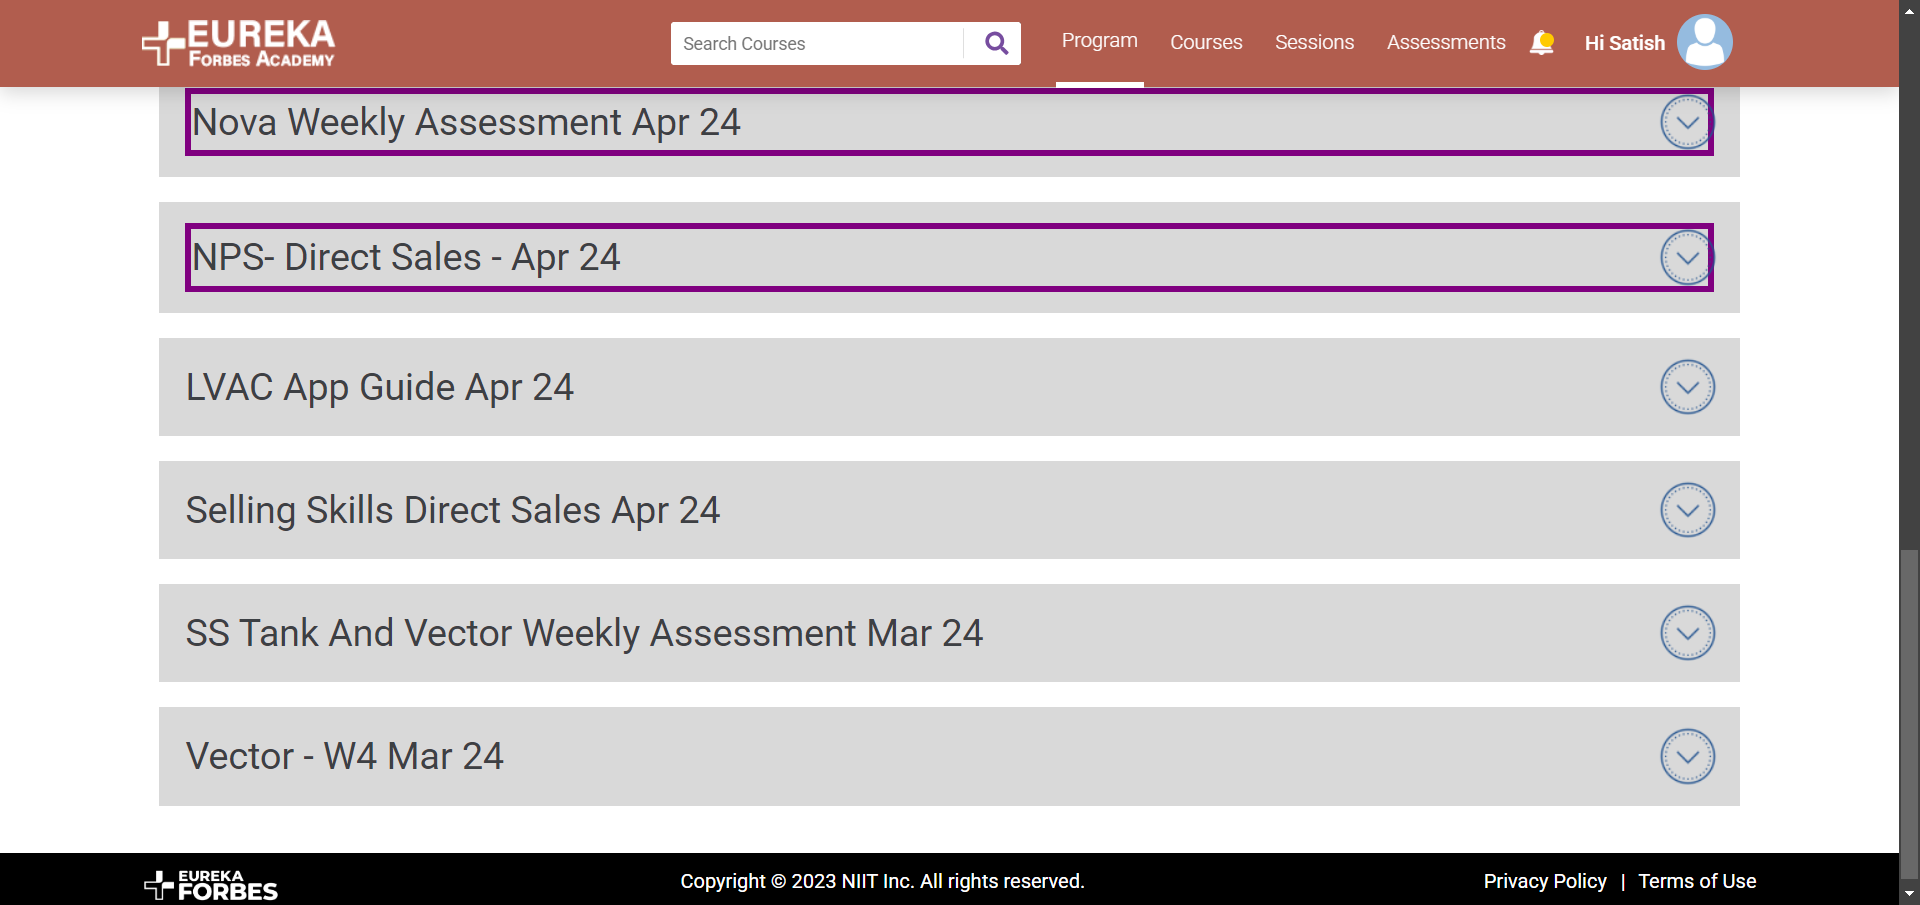 EUREKA
FORBES ACADEMY
Search Courses
Program
Courses
Sessions
Assessments
Hi Satish
Nova Weekly Assessment Apr 24
NPS- Direct Sales - Apr 24
LVAC App Guide Apr 24
Selling Skills Direct Sales Apr 24
SS Tank And Vector Weekly Assessment Mar 24
Vector - W4 Mar 24
EUREKA
FORBES
Copyright © 2023 NIIT Inc. All rights reserved.
Privacy Policy | Terms of Use